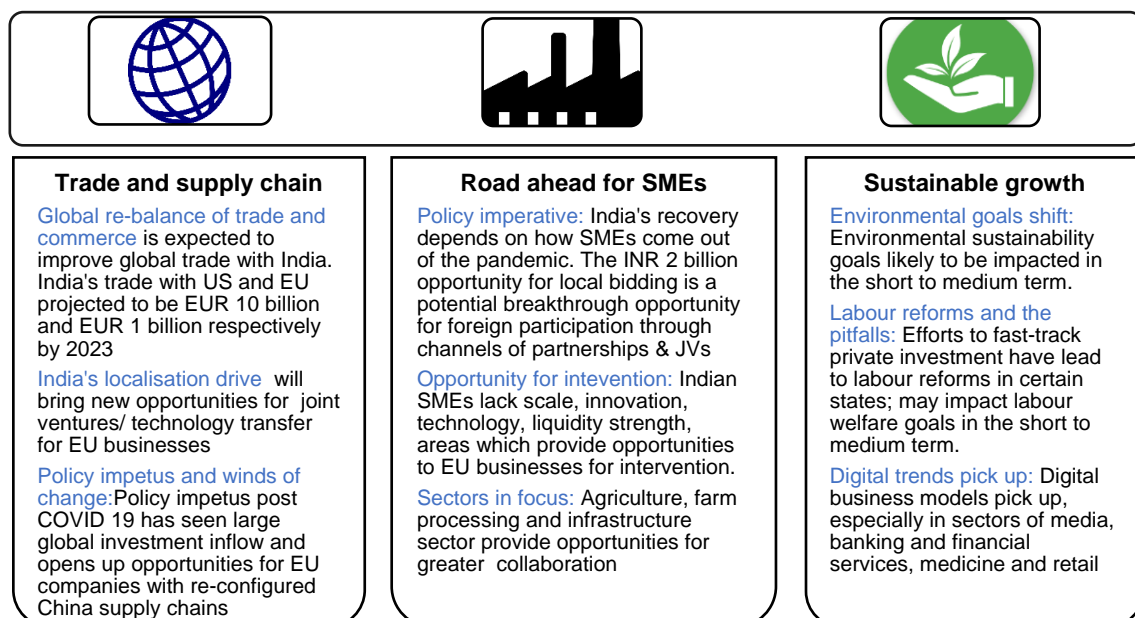 Trade and supply chain
Global re-balance of trade and
commerce is expected to
improve global trade with India.
India's trade with US and EU
projected to be EUR 10 billion
and EUR 1 billion respectively
by 2023
India's localisation drive will
bring new opportunities for joint
ventures/ technology transfer
for EU businesses
Policy impetus and winds of
change:Policy impetus post
COVID 19 has seen large
global investment inflow and
opens up opportunities for EU
companies with re-configured
China supply chains
Road ahead for SMEs
Policy imperative: India's recovery
depends on how SMEs come out
of the pandemic. The INR 2 billion
opportunity for local bidding is a
potential breakthrough opportunity
for foreign participation through
channels of partnerships & JVs
Opportunity for intevention: Indian
SMEs lack scale, innovation,
technology, liquidity strength,
areas which provide opportunities
to EU businesses for intervention.
Sectors in focus: Agriculture, farm
processing and infrastructure
sector provide opportunities for
greater collaboration
Sustainable growth
Environmental goals shift:
Environmental sustainability
goals likely to be impacted in
the short to medium term.
Labour reforms and the
pitfalls: Efforts to fast-track
private investment have lead
to labour reforms in certain
states; may impact labour
welfare goals in the short to
medium term.
Digital trends pick up: Digital
business models pick up,
especially in sectors of media,
banking and financial
services, medicine and retail